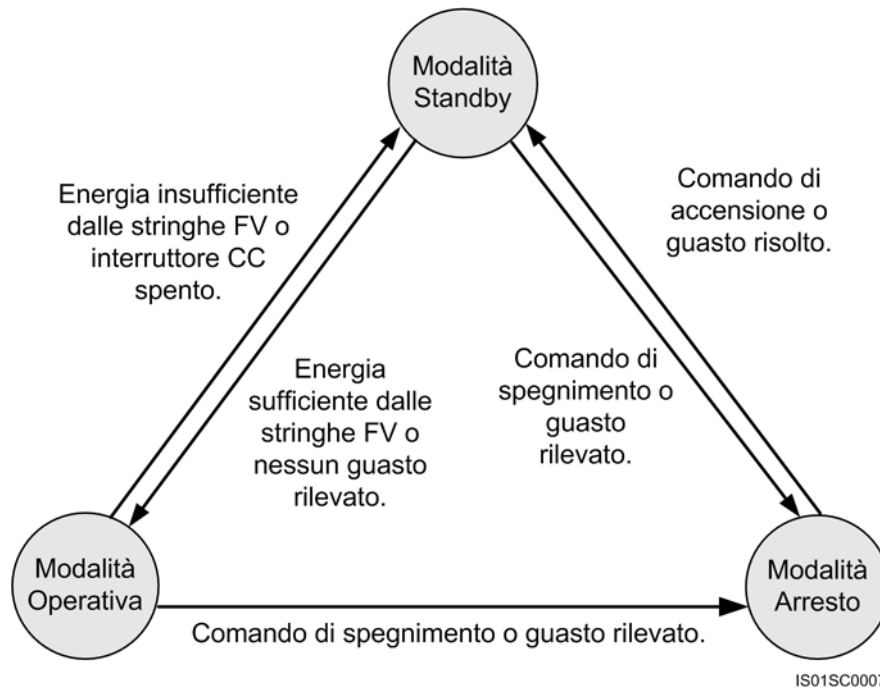 Modalità
Standby
Energia insufficiente
dalle stringhe FV o
interruttore CC
spento.
Comando di
accensione o
guasto risolto.
Energia
sufficiente dalle
stringhe FV o
nessun guasto
rilevato.
Comando di
spegnimento o
guasto
rilevato.
Modalità
Operativa
Modalità
Arresto
Comando di spegnimento o guasto rilevato.
IS01SC0007